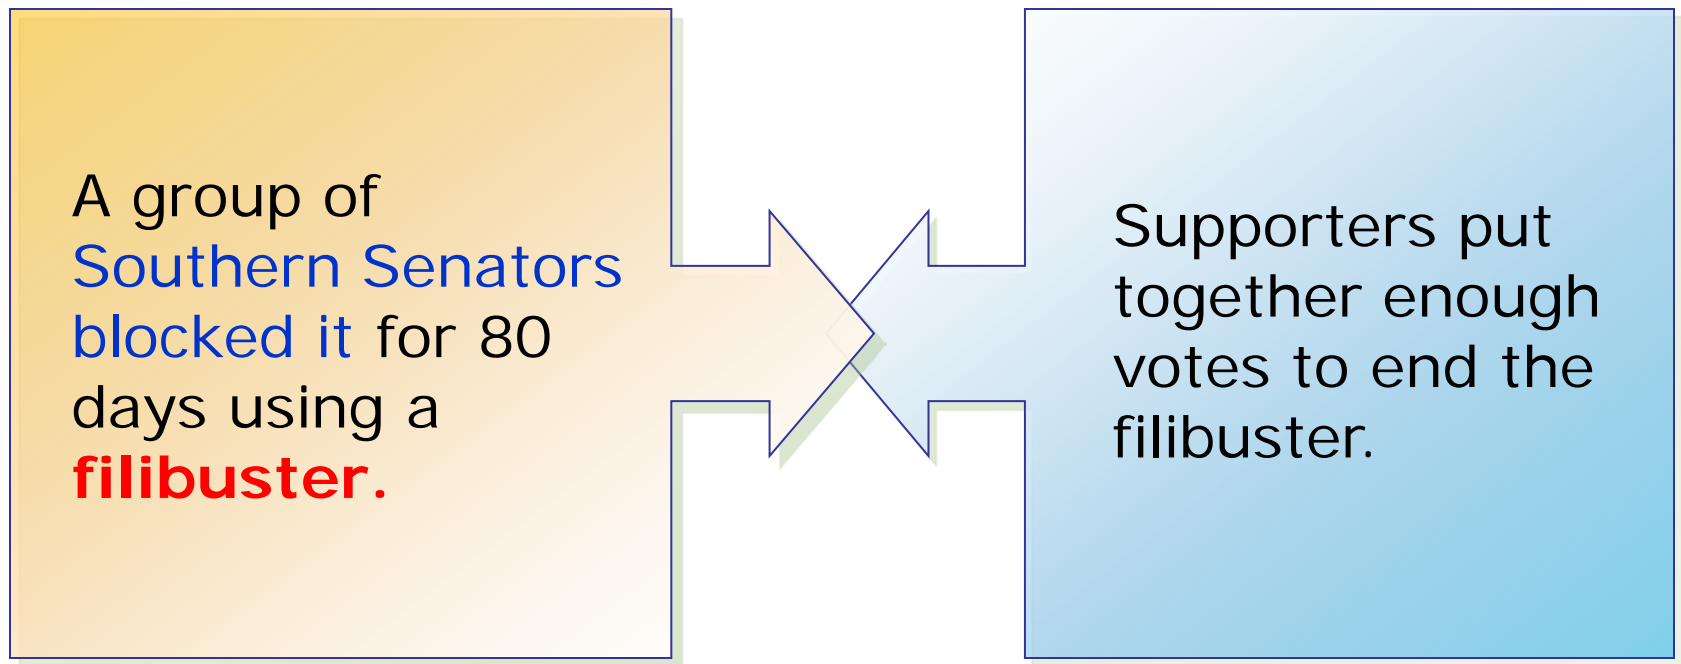 A group of
Southern Senators
blocked it for 80
days using a
filibuster.
Supporters put
together enough
votes to end the
filibuster.